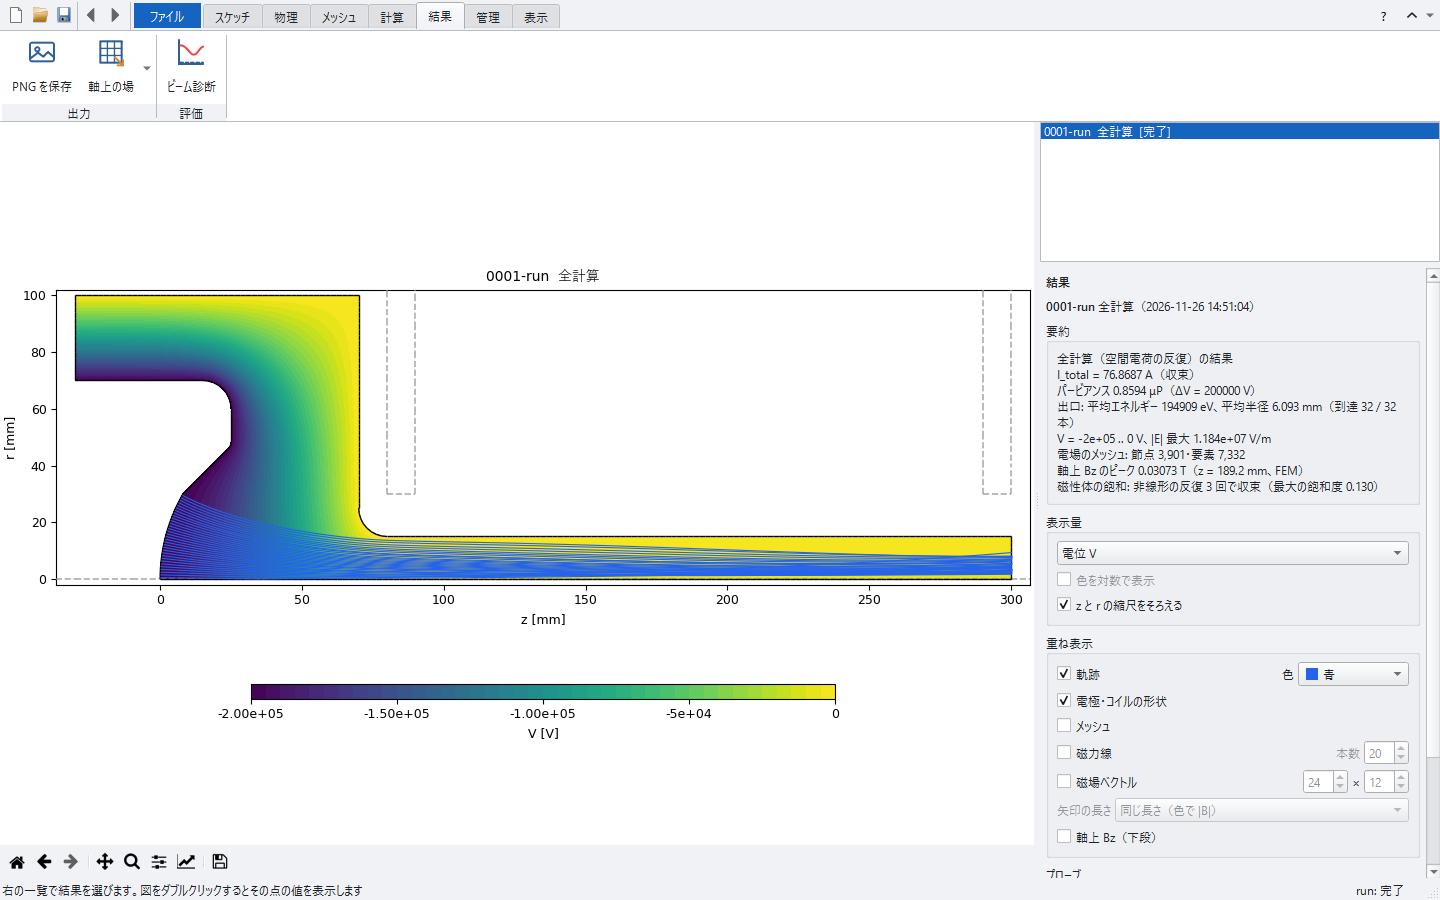 ファイル スケッチ 物理 メッシュ 計算 結果 管理 表示 ?
PNG を保存 軸上の場 ビーム診断
出力 評価
0001-run 全計算 [完了]
0001-run 全計算
r [mm]
100
80
60
40
20
0
0 50 100 150 200 250 300
z [mm]
-2.00e+05 -1.50e+05 -1.00e+05 -5e+04 0
V [V]
結果
0001-run 全計算（2026-11-26 14:51:04）
要約
全計算（空間電荷の反復）の結果
I_total = 76.8687 A（収束）
パービアンス 0.8594 µP（ΔV = 200000 V）
出口: 平均エネルギー 194909 eV、平均半径 6.093 mm（到達 32 / 32
本）
V = -2e+05 .. 0 V、|E| 最大 1.184e+07 V/m
電場のメッシュ: 節点 3,901・要素 7,332
軸上 Bz のピーク 0.03073 T（z = 189.2 mm、FEM）
磁性体の飽和: 非線形の反復 3 回で収束（最大の飽和度 0.130）
表示量
電位 V
色を対数で表示
z と r の縮尺をそろえる
重ね表示
軌跡 色 青
電極・コイルの形状
メッシュ
磁力線 本数 20
磁場ベクトル 24 × 12
矢印の長さ 同じ長さ（色で |B|）
軸上 Bz（下段）
プローブ
右の一覧で結果を選びます。図をダブルクリックするとその点の値を表示します
run: 完了